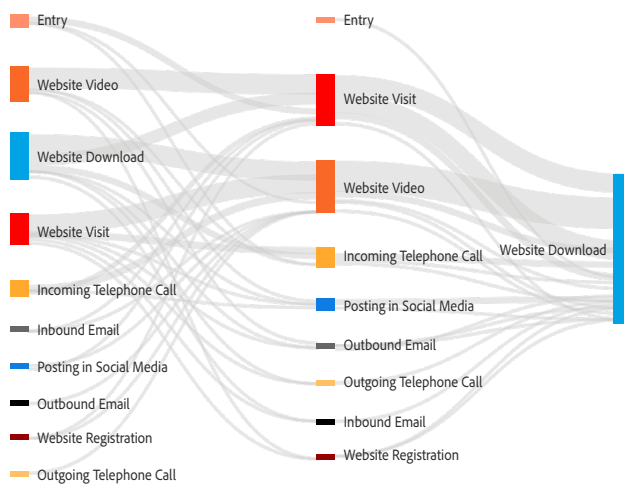 Entry
Website Video
Website Download
Website Visit
Incoming Telephone Call
Inbound Email
Posting in Social Media
Outbound Email
Website Registration
Outgoing Telephone Call
Entry
Website Visit
Website Video
Incoming Telephone Call
Posting in Social Media
Outbound Email
Outgoing Telephone Call
Inbound Email
Website Registration
Website Download